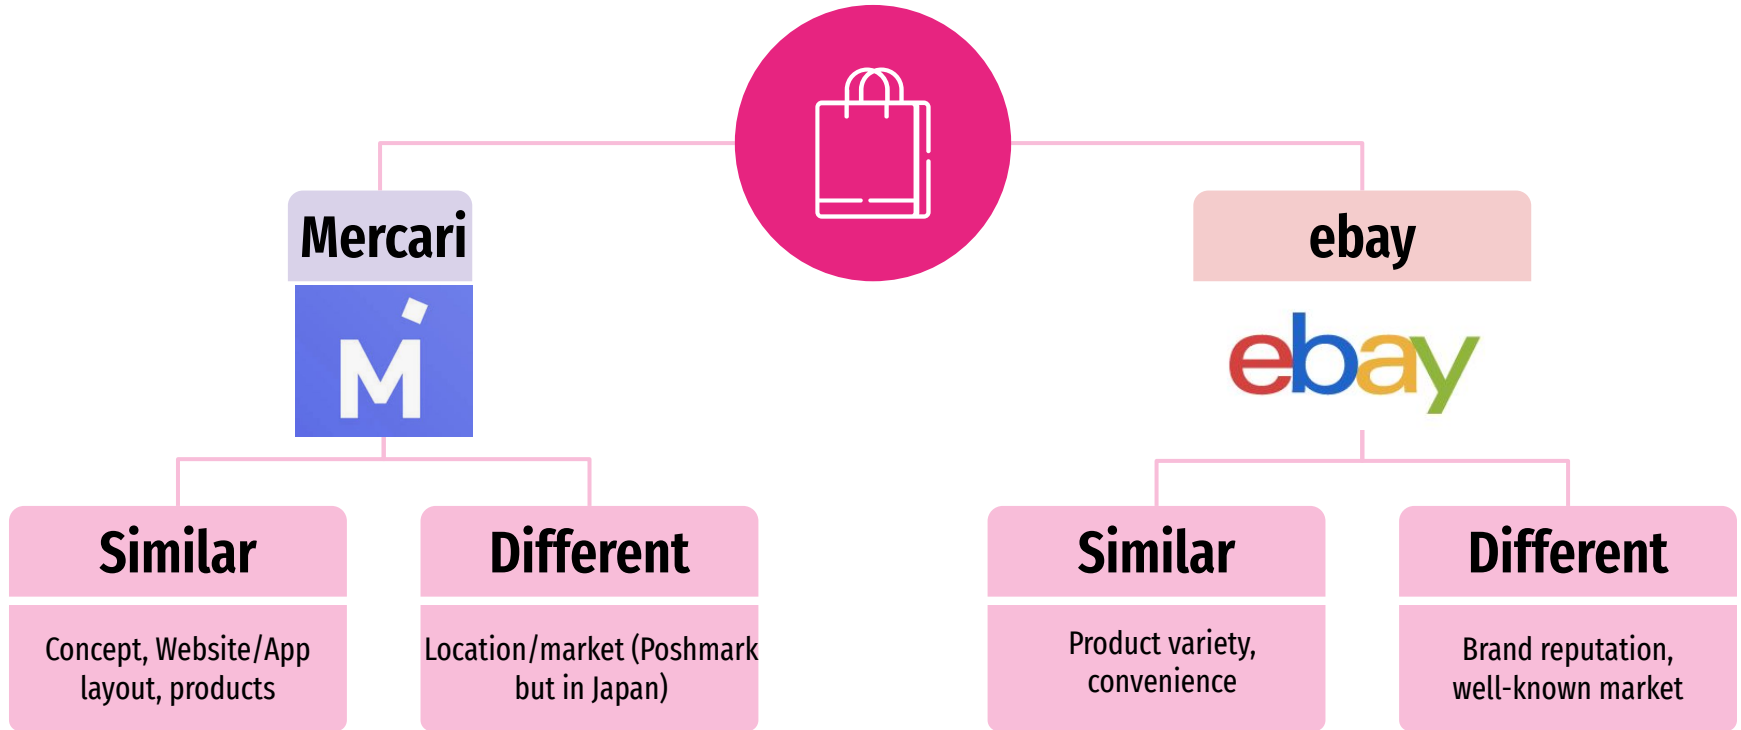 Mercari
ebay
M
ebay
Similar
Different
Similar
Different
Concept, Website/App
layout, products
Location/market (Poshmark
but in Japan)
Product variety,
convenience
Brand reputation,
well-known market